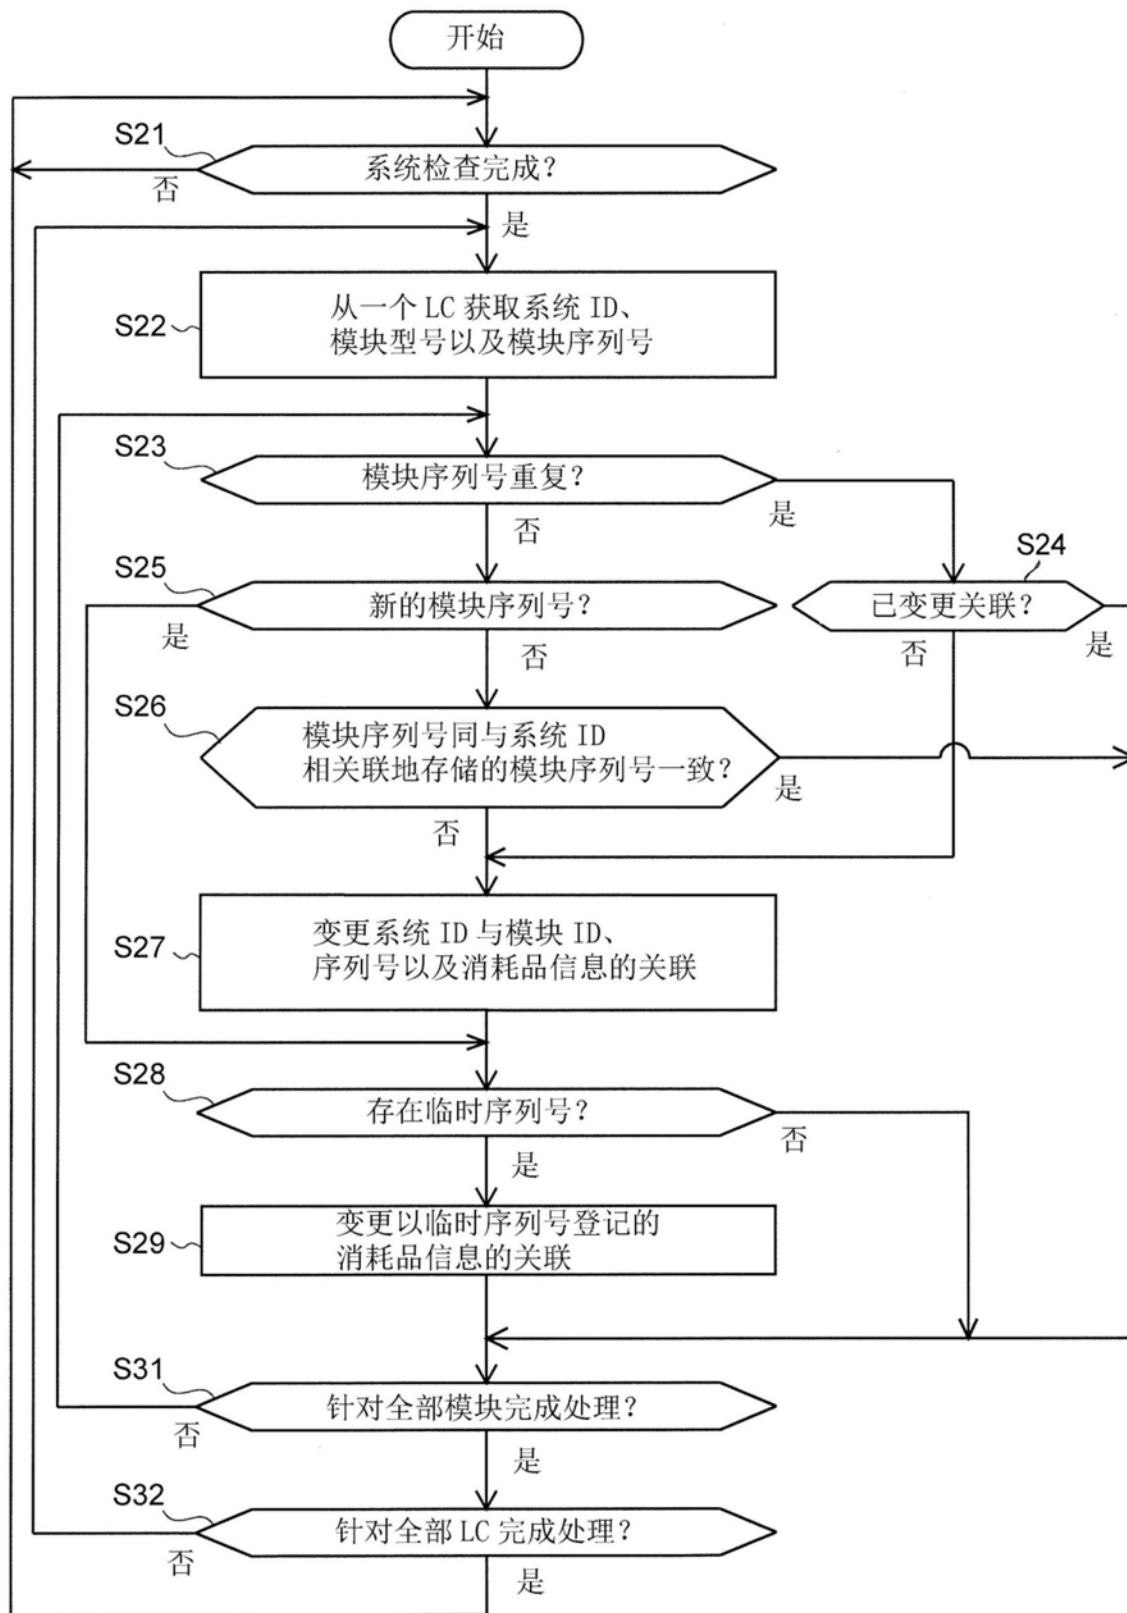 开始
S21
系统检查完成?
否
是
S22
从一个 LC 获取系统 ID、
模块型号以及模块序列号
S23
模块序列号重复?
是
否
S24
已变更关联?
否
是
S25
新的模块序列号?
是
否
S26
模块序列号同与系统 ID
相关联地存储的模块序列号一致?
是
否
S27
变更系统 ID 与模块 ID、
序列号以及消耗品信息的关联
S28
存在临时序列号?
否
是
S29
变更以临时序列号登记的
消耗品信息的关联
S31
针对全部模块完成处理?
否
是
S32
针对全部 LC 完成处理?
否
是